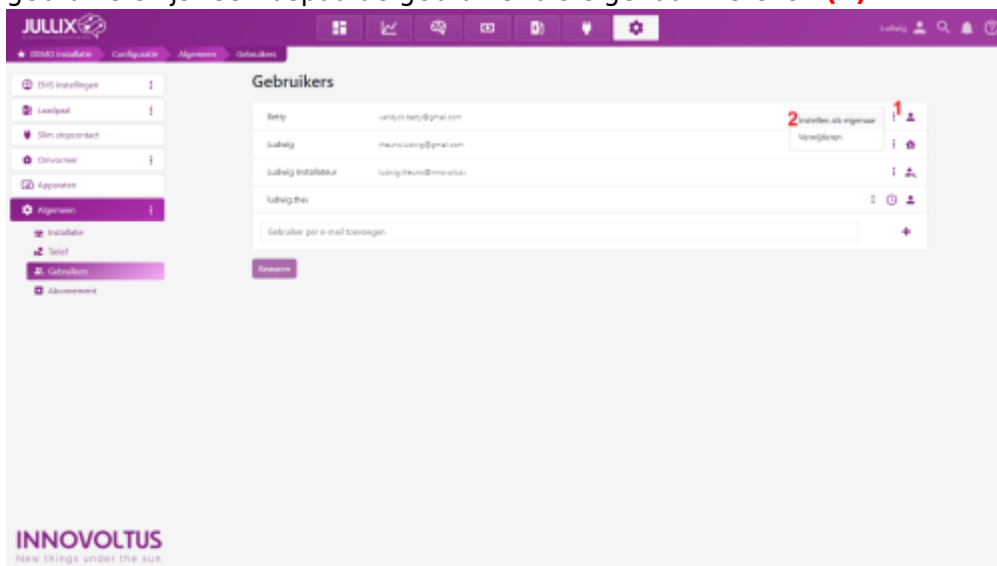 JULLIX
Ludwig
DEMO installatie Configuratie Algemeen Gebruikers
EMS instellingen
Laadpaal
Slim stopcontact
Omvormer
Apparaten
Algemeen
Installatie
Tarief
Gebruikers
Abonnement
Gebruikers
Betty
1
2 Instellen als eigenaar
Verwijderen
Ludwig
Ludwig Installateur
ludwig.theu
Gebruiker per e-mail toevoegen
Bewaren
INNOVOLTUS
New things under the sun